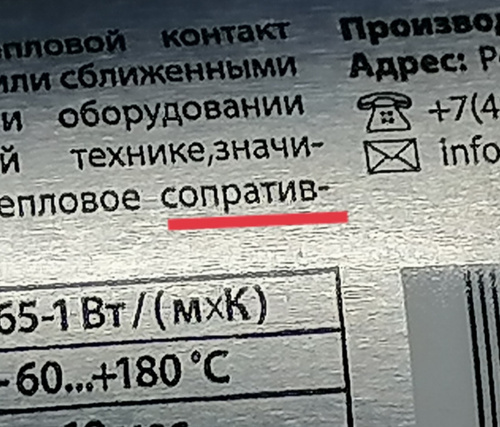 епловой контакт
или сближенными
и оборудовании
й технике,значи-
епловое сопратив-
Производ
Адрес: Р
+7(4
info
65-1 Вт/(мхК)
-60...+180 °C